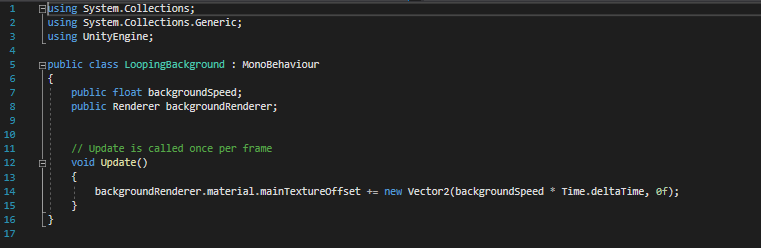 1 using System.Collections;
2 using System.Collections.Generic;
3 using UnityEngine;
4
5 public class LoopingBackground : MonoBehaviour
6 {
7 public float backgroundSpeed;
8 public Renderer backgroundRenderer;
9
10
11 // Update is called once per frame
12 void Update()
13 {
14 backgroundRenderer.material.mainTextureOffset += new Vector2(backgroundSpeed * Time.deltaTime, 0f);
15 }
16 }
17